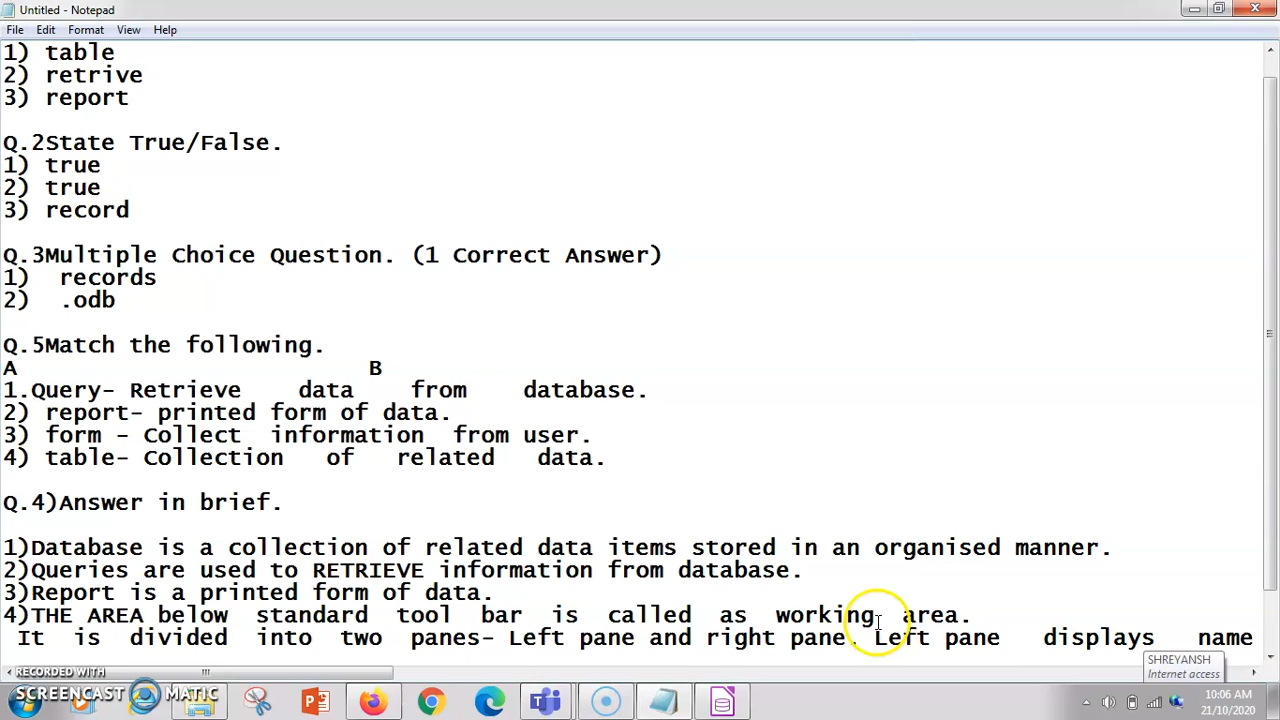 Untitled - Notepad
File Edit Format View Help
1) table
2) retrive
3) report
Q.2State True/False.
1) true
2) true
3) record
Q.3Multiple Choice Question. (1 Correct Answer)
1) records
2) .odb
Q.5Match the following.
A B
1.Query- Retrieve data from database.
2) report- printed form of data.
3) form - Collect information from user.
4) table- Collection of related data.
Q.4)Answer in brief.
1)Database is a collection of related data items stored in an organised manner.
2)Queries are used to RETRIEVE information from database.
3)Report is a printed form of data.
4)THE AREA below standard tool bar is called as working area.
It is divided into two panes- Left pane and right pane. Left pane displays name
SHREYANSH
Internet access
RECORDED WITH
SCREENCAST MATIC
10:06 AM
21/10/2020